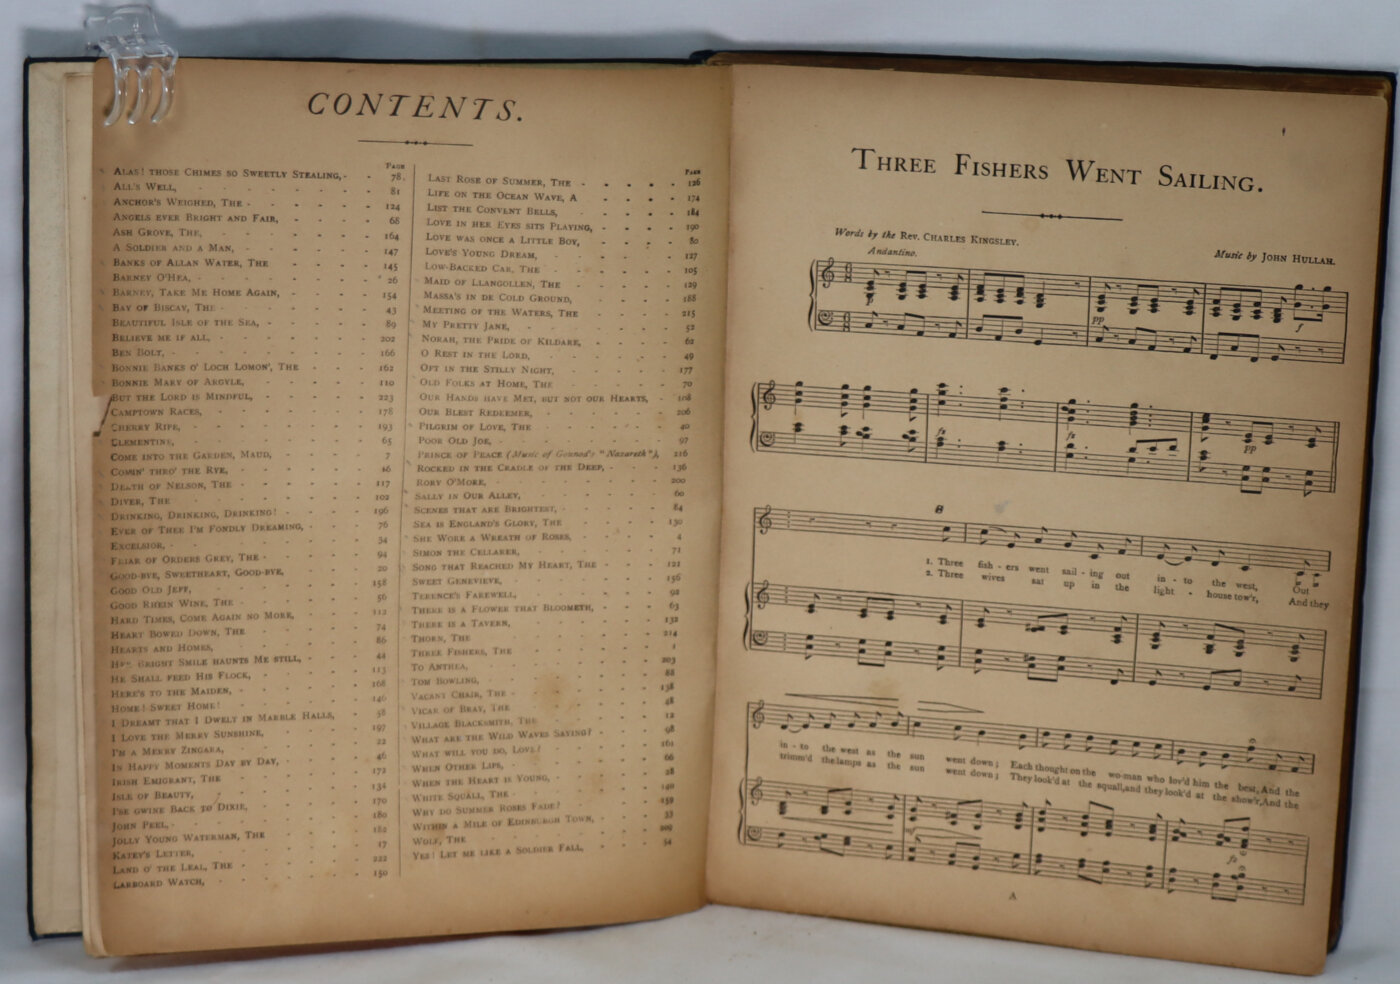 CONTENTS.
PAGE
ALAS! THOSE CHIMES SO SWEETLY STEALING, - - 78
ALL'S WELL, - - - 81
ANCHOR'S WEIGHED, THE - - - 124
ANGELS EVER BRIGHT AND FAIR, - - - 68
ASH GROVE, THE, - - - 164
A SOLDIER AND A MAN, - - - 147
BANKS OF ALLAN WATER, THE - - - 145
BARNEY O'HEA, - - - 26
BARNEY, TAKE ME HOME AGAIN, - - - 154
BAY OF BISCAY, THE - - - 43
BEAUTIFUL ISLE OF THE SEA, - - - 89
BELIEVE ME IF ALL, - - - 202
BEN BOLT, - - - 166
BONNIE BANKS O' LOCH LOMON', THE - - - 162
BONNIE MARY OF ARGYLE, - - - 110
BUT THE LORD IS MINDFUL, - - - 223
CAMPTOWN RACES, - - - 178
CHERRY RIPE, - - - 193
CLEMENTINE, - - - 65
COME INTO THE GARDEN, MAUD, - - - 7
COMIN' THRO' THE RYE, - - - 16
DEATH OF NELSON, THE - - - 117
DIVER, THE - - - 102
DRINKING, DRINKING, DRINKING! - - - 196
EVER OF THEE I'M FONDLY DREAMING, - - - 76
EXCELSIOR, - - - 34
FRIAR OF ORDERS GREY, THE - - - 94
GOOD-BYE, SWEETHEART, GOOD-BYE, - - - 20
GOOD OLD JEFF, - - - 158
GOOD RHEIN WINE, THE - - - 56
HARD TIMES, COME AGAIN NO MORE, - - - 112
HEART BOWED DOWN, THE - - - 74
HEARTS AND HOMES, - - - 86
HER BRIGHT SMILE HAUNTS ME STILL, - - - 44
HE SHALL FEED HIS FLOCK, - - - 115
HERE'S TO THE MAIDEN, - - - 168
HOME! SWEET HOME! - - - 146
I DREAMT THAT I DWELT IN MARBLE HALLS, - - 58
I LOVE THE MERRY SUNSHINE, - - - 197
I'M A MERRY ZINGARA, - - - 22
IN HAPPY MOMENTS DAY BY DAY, - - - 46
IRISH EMIGRANT, THE - - - 172
ISLE OF BEAUTY, - - - 134
I'SE GWINE BACK TO DIXIE, - - - 170
JOHN PEEL, - - - 180
JOLLY YOUNG WATERMAN, THE - - - 182
KATEY'S LETTER, - - - 17
LAND O' THE LEAL, THE - - - 222
LARBOARD WATCH, - - - 150
PAGE
LAST ROSE OF SUMMER, THE - - - 126
LIFE ON THE OCEAN WAVE, A - - - 174
LIST THE CONVENT BELLS, - - - 184
LOVE IN HER EYES SITS PLAYING, - - - 190
LOVE WAS ONCE A LITTLE BOY, - - - 80
LOVE'S YOUNG DREAM, - - - 127
LOW-BACKED CAR, THE - - - 105
MAID OF LLANGOLLEN, THE - - - 129
MASSA'S IN DE COLD GROUND, - - - 188
MEETING OF THE WATERS, THE - - - 215
MY PRETTY JANE, - - - 52
NORAH, THE PRIDE OF KILDARE, - - - 62
O REST IN THE LORD, - - - 49
OFT IN THE STILLY NIGHT, - - - 177
OLD FOLKS AT HOME, THE - - - 70
OUR HANDS HAVE MET, BUT NOT OUR HEARTS, - - 108
OUR BLEST REDEEMER, - - - 206
PILGRIM OF LOVE, THE - - - 40
POOR OLD JOE, - - - 97
PRINCE OF PEACE (Music of Gounod's "Nazareth"), 216
ROCKED IN THE CRADLE OF THE DEEP, - - - 136
RORY O'MORE, - - - 200
SALLY IN OUR ALLEY, - - - 60
SCENES THAT ARE BRIGHTEST, - - - 84
SEA IS ENGLAND'S GLORY, THE - - - 130
SHE WORE A WREATH OF ROSES, - - - 4
SIMON THE CELLARER, - - - 71
SONG THAT REACHED MY HEART, THE - - - 121
SWEET GENEVIEVE, - - - 156
TERENCE'S FAREWELL, - - - 92
THERE IS A FLOWER THAT BLOOMETH, - - - 63
THERE IS A TAVERN, - - - 132
THORN, THE - - - 214
THREE FISHERS, THE - - - 1
TO ANTHEA, - - - 203
TOM BOWLING, - - - 88
VACANT CHAIR, THE - - - 138
VICAR OF BRAY, THE - - - 48
VILLAGE BLACKSMITH, THE - - - 12
WHAT ARE THE WILD WAVES SAYING? - - - 98
WHAT WILL YOU DO, LOVE? - - - 161
WHEN OTHER LIPS, - - - 66
WHEN THE HEART IS YOUNG, - - - 28
WHITE SQUALL, THE - - - 140
WHY DO SUMMER ROSES FADE? - - - 159
WITHIN A MILE OF EDINBURGH TOWN, - - - 33
WOLF, THE - - - 209
YES! LET ME LIKE A SOLDIER FALL, - - - 54
THREE FISHERS WENT SAILING.
Words by the REV. CHARLES KINGSLEY.
Music by JOHN HULLAH.
Andantino.
p pp f
fz fz pp
1. Three fish - ers went sail - ing out in - to the west, Out
2. Three wives sat up in the light - house tow'r, And they
in - to the west as the sun went down; Each thought on the wo-man who lov'd him the best, And the
trimm'd the lamps as the sun went down; They look'd at the squall, and they look'd at the show'r, And the
mf fz
A